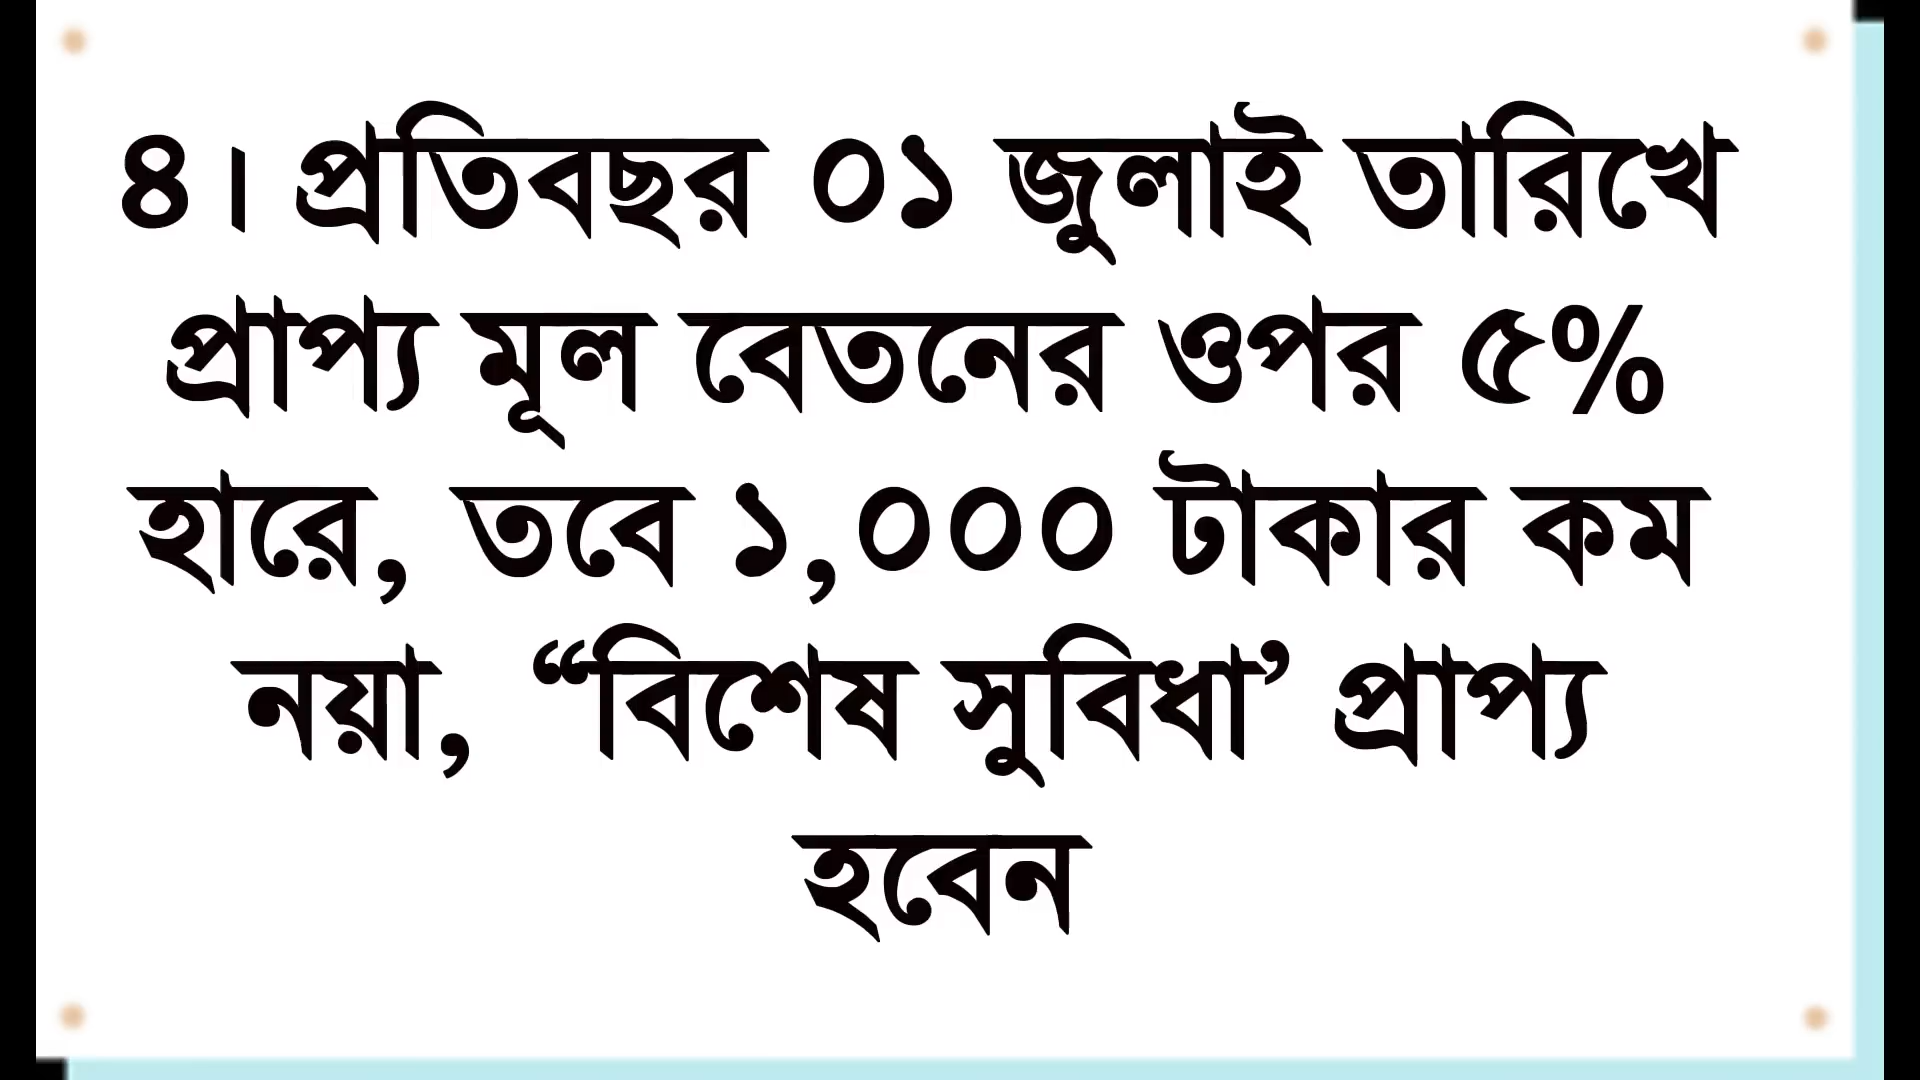 ৪। প্রতিবছর ০১ জুলাই তারিখে
প্রাপ্য মূল বেতনের ওপর ৫%
হারে, তবে ১,০০০ টাকার কম
নয়া, “বিশেষ সুবিধা’ প্রাপ্য
হবেন